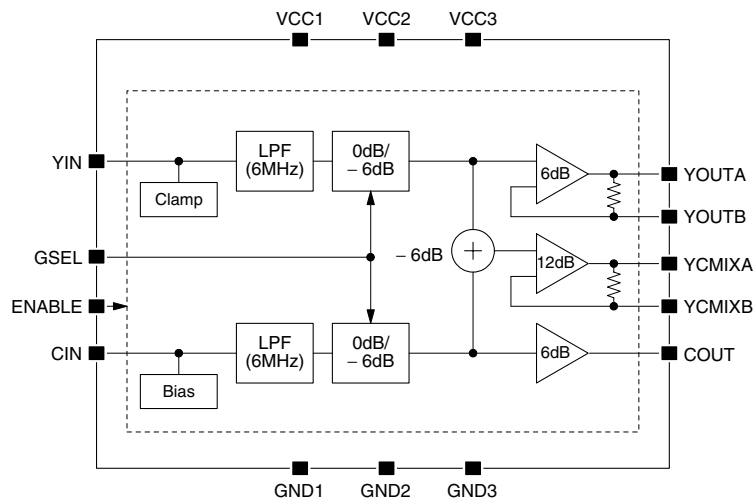 VCC1 VCC2 VCC3
YIN
Clamp
LPF
(6MHz)
0dB/
– 6dB
6dB
YOUTA
YOUTB
GSEL
– 6dB
+
12dB
YCMIXA
YCMIXB
ENABLE
CIN
Bias
LPF
(6MHz)
0dB/
– 6dB
6dB
COUT
GND1 GND2 GND3